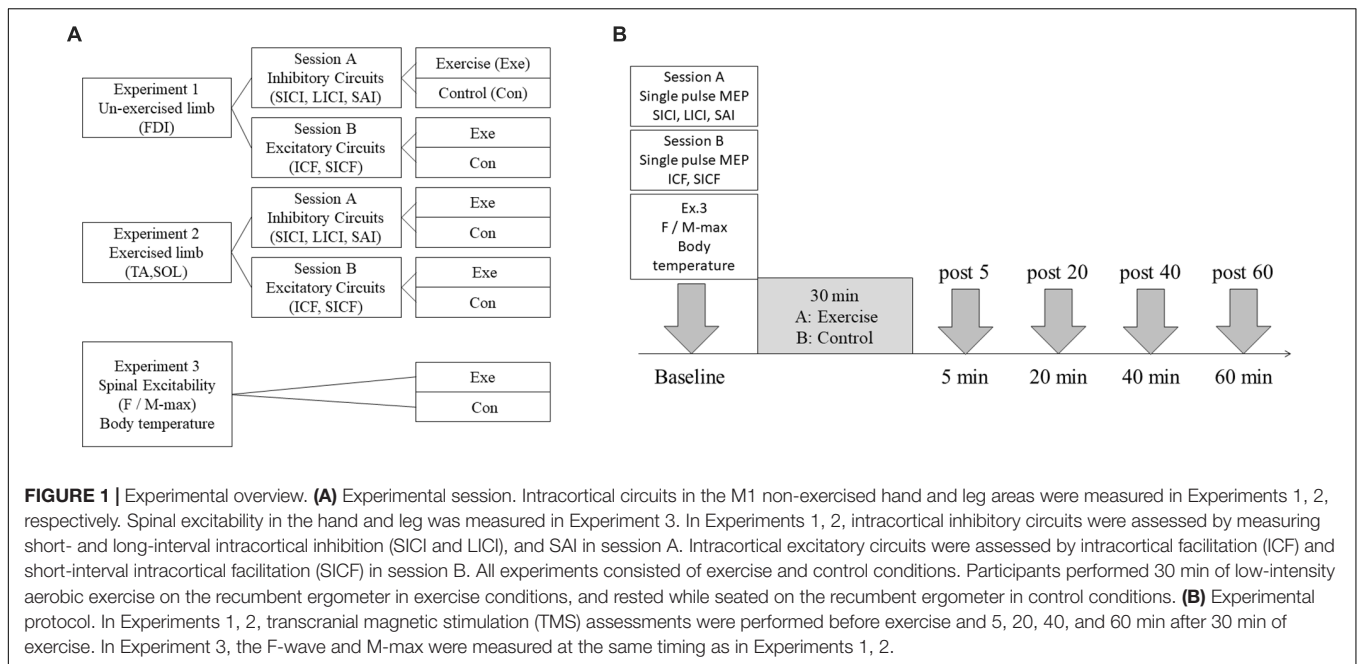 A
Experiment 1
Un-exercised limb
(FDI)
Session A
Inhibitory Circuits
(SICI, LICI, SAI)
Exercise (Exe)
Control (Con)
Session B
Excitatory Circuits
(ICF, SICF)
Exe
Con
Experiment 2
Exercised limb
(TA,SOL)
Session A
Inhibitory Circuits
(SICI, LICI, SAI)
Exe
Con
Session B
Excitatory Circuits
(ICF, SICF)
Exe
Con
Experiment 3
Spinal Excitability
(F / M-max)
Body temperature
Exe
Con
B
Session A
Single pulse MEP
SICI, LICI, SAI
Session B
Single pulse MEP
ICF, SICF
Ex.3
F / M-max
Body
temperature
30 min
A: Exercise
B: Control
post 5
post 20
post 40
post 60
Baseline
5 min
20 min
40 min
60 min
FIGURE 1 | Experimental overview. (A) Experimental session. Intracortical circuits in the M1 non-exercised hand and leg areas were measured in Experiments 1, 2,
respectively. Spinal excitability in the hand and leg was measured in Experiment 3. In Experiments 1, 2, intracortical inhibitory circuits were assessed by measuring
short- and long-interval intracortical inhibition (SICI and LICI), and SAI in session A. Intracortical excitatory circuits were assessed by intracortical facilitation (ICF) and
short-interval intracortical facilitation (SICF) in session B. All experiments consisted of exercise and control conditions. Participants performed 30 min of low-intensity
aerobic exercise on the recumbent ergometer in exercise conditions, and rested while seated on the recumbent ergometer in control conditions. (B) Experimental
protocol. In Experiments 1, 2, transcranial magnetic stimulation (TMS) assessments were performed before exercise and 5, 20, 40, and 60 min after 30 min of
exercise. In Experiment 3, the F-wave and M-max were measured at the same timing as in Experiments 1, 2.